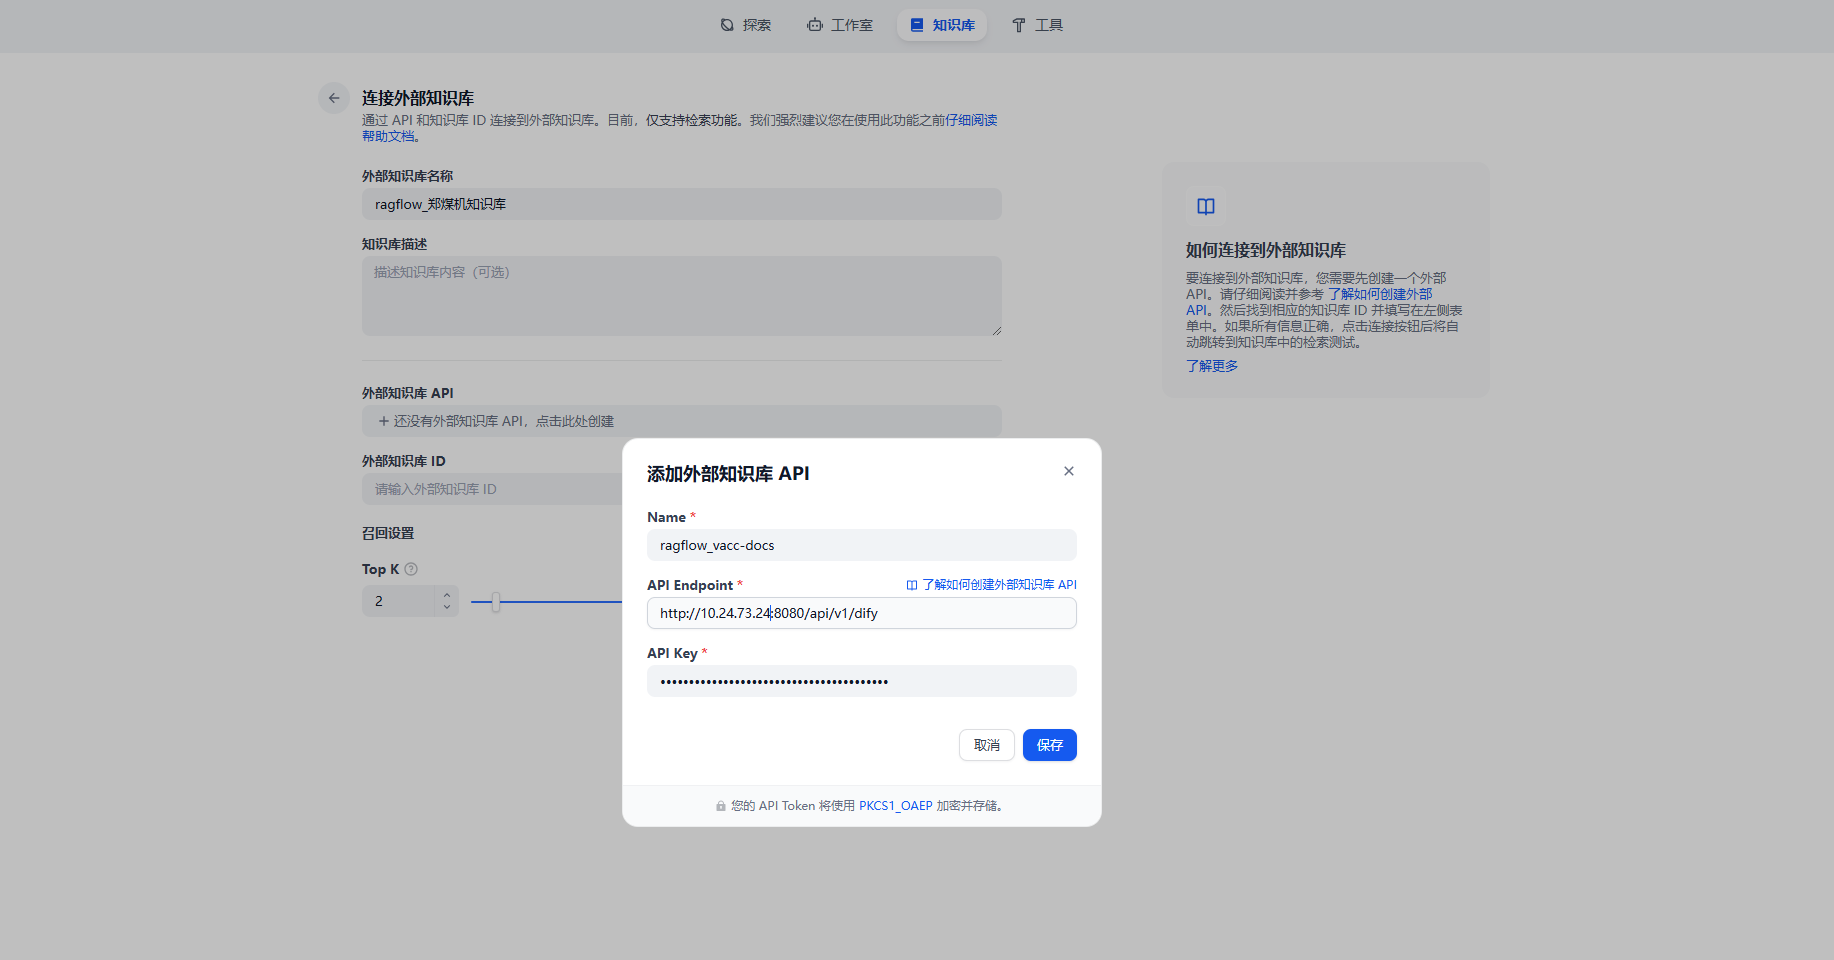 探索
工作室
知识库
工具
连接外部知识库
通过 API 和知识库 ID 连接到外部知识库。目前，仅支持检索功能。我们强烈建议您在使用此功能之前仔细阅读
帮助文档。
外部知识库名称
ragflow_郑煤机知识库
知识库描述
描述知识库内容（可选）
外部知识库 API
+ 还没有外部知识库 API，点击此处创建
外部知识库 ID
请输入外部知识库 ID
召回设置
Top K
2
如何连接到外部知识库
要连接到外部知识库，您需要先创建一个外部
API。请仔细阅读并参考 了解如何创建外部
API。然后找到相应的知识库 ID 并填写在左侧表
单中。如果所有信息正确，点击连接按钮后将自
动跳转到知识库中的检索测试。
了解更多
添加外部知识库 API
Name *
ragflow_vacc-docs
API Endpoint *
了解如何创建外部知识库 API
http://10.24.73.24:8080/api/v1/dify
API Key *
••••••••••••••••••••••••••••••••••••••••
取消
保存
您的 API Token 将使用 PKCS1_OAEP 加密并存储。